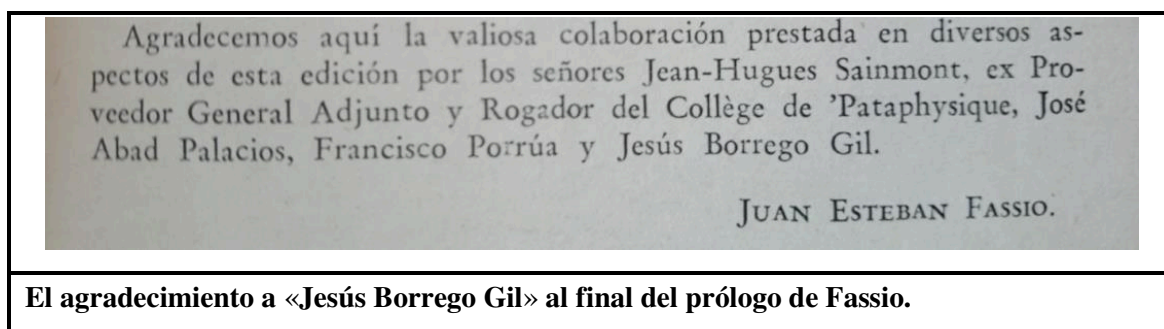 Agradecemos aquí la valiosa colaboración prestada en diversos as-
pectos de esta edición por los señores Jean-Hugues Sainmont, ex Pro-
veedor General Adjunto y Rogador del Collège de 'Pataphysique, José
Abad Palacios, Francisco Porrúa y Jesús Borrego Gil.
JUAN ESTEBAN FASSIO.
El agradecimiento a «Jesús Borrego Gil» al final del prólogo de Fassio.